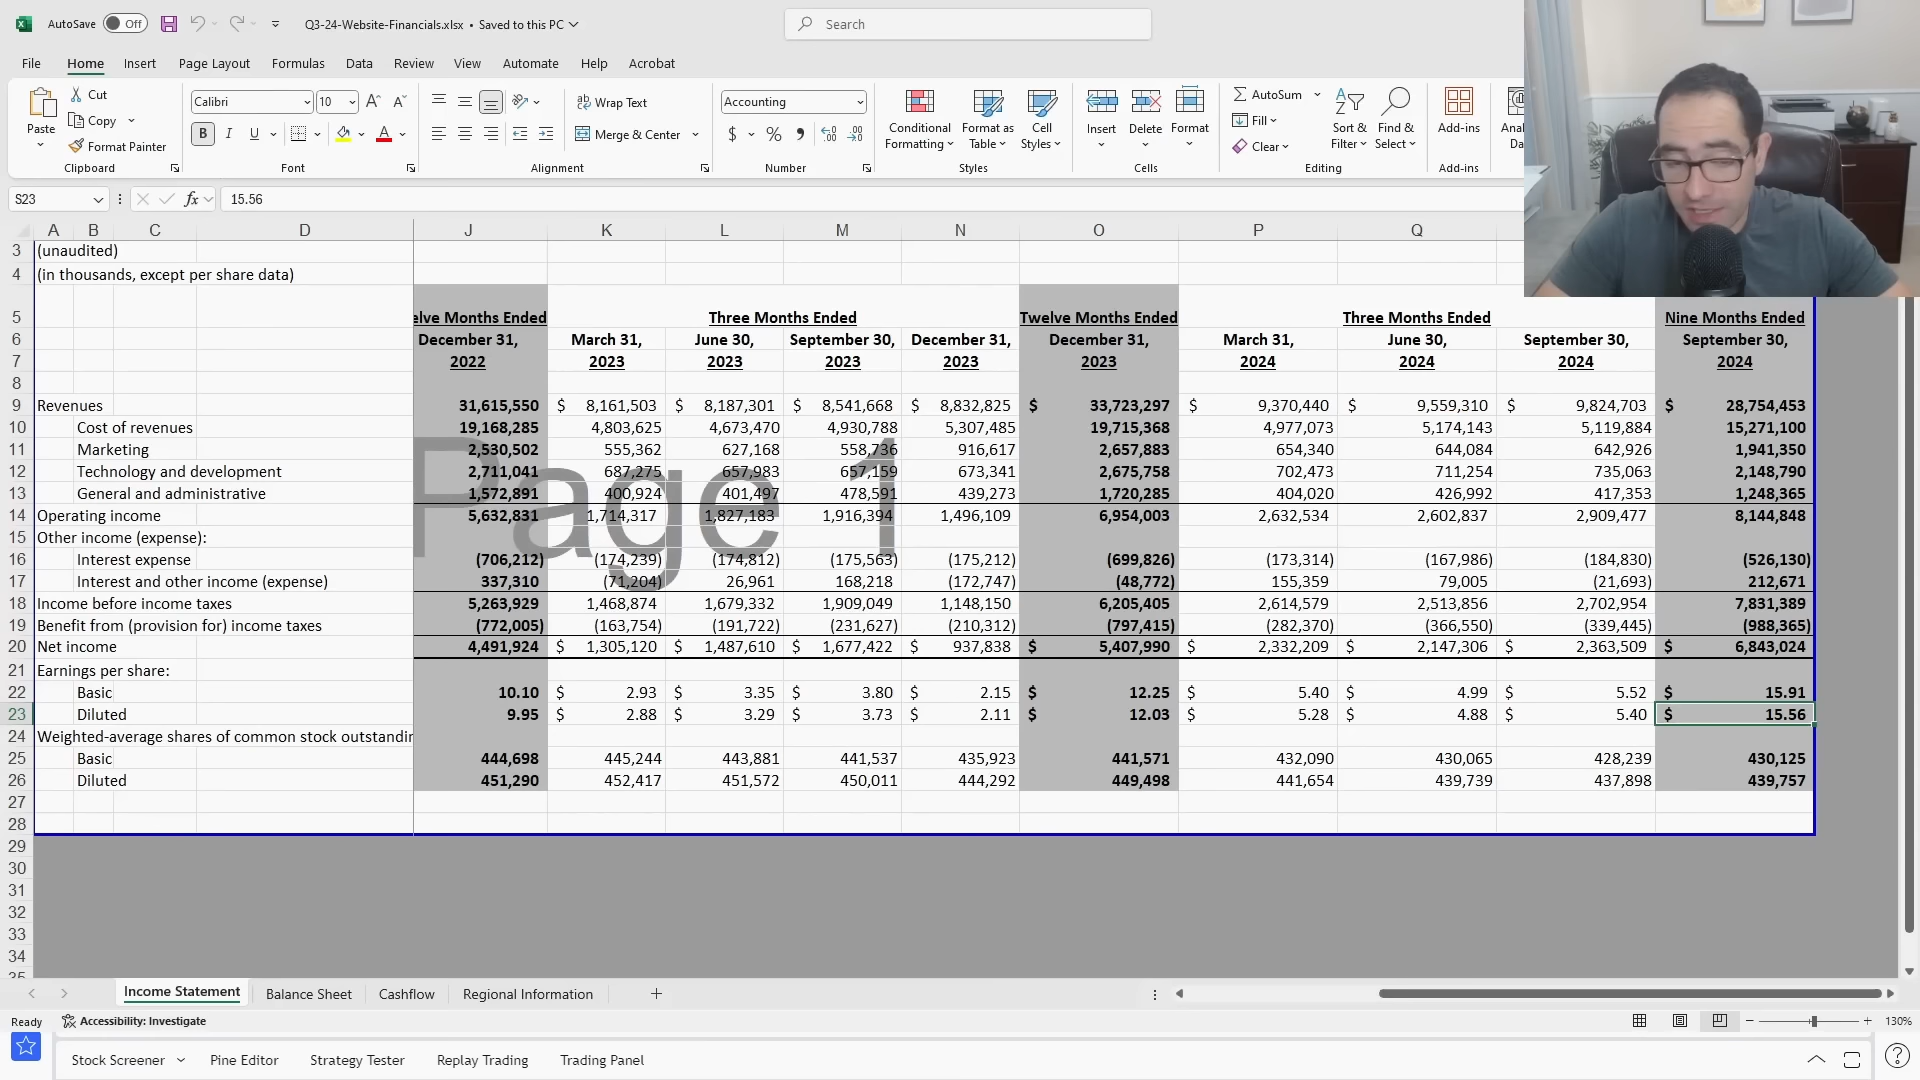 AutoSave Off Q3-24-Website-Financials.xlsx • Saved to this PC Search
File Home Insert Page Layout Formulas Data Review View Automate Help Acrobat
Paste Cut Copy Format Painter
Calibri 10 B I U
Wrap Text Merge & Center
Accounting $ % ,
Conditional Formatting Format as Table Cell Styles
Insert Delete Format
AutoSum Fill Clear Sort & Filter Find & Select
Add-ins
Clipboard Font Alignment Number Styles Cells Editing Add-ins
S23 fx 15.56
A B C D J K L M N O P Q
3 (unaudited)
4 (in thousands, except per share data)
5 elve Months Ended Three Months Ended Twelve Months Ended Three Months Ended Nine Months Ended
6 December 31, March 31, June 30, September 30, December 31, December 31, March 31, June 30, September 30, September 30,
7 2022 2023 2023 2023 2023 2023 2024 2024 2024 2024
8
9 Revenues 31,615,550 $ 8,161,503 $ 8,187,301 $ 8,541,668 $ 8,832,825 $ 33,723,297 $ 9,370,440 $ 9,559,310 $ 9,824,703 $ 28,754,453
10 Cost of revenues 19,168,285 4,803,625 4,673,470 4,930,788 5,307,485 19,715,368 4,977,073 5,174,143 5,119,884 15,271,100
11 Marketing 2,530,502 555,362 627,168 558,736 916,617 2,657,883 654,340 644,084 642,926 1,941,350
12 Technology and development 2,711,041 687,275 657,983 657,159 673,341 2,675,758 702,473 711,254 735,063 2,148,790
13 General and administrative 1,572,891 400,924 401,497 478,591 439,273 1,720,285 404,020 426,992 417,353 1,248,365
14 Operating income 5,632,831 1,714,317 1,827,183 1,916,394 1,496,109 6,954,003 2,632,534 2,602,837 2,909,477 8,144,848
Page 1
15 Other income (expense):
16 Interest expense (706,212) (174,239) (174,812) (175,563) (175,212) (699,826) (173,314) (167,986) (184,830) (526,130)
17 Interest and other income (expense) 337,310 (71,204) 26,961 168,218 (172,747) (48,772) 155,359 79,005 (21,693) 212,671
18 Income before income taxes 5,263,929 1,468,874 1,679,332 1,909,049 1,148,150 6,205,405 2,614,579 2,513,856 2,702,954 7,831,389
19 Benefit from (provision for) income taxes (772,005) (163,754) (191,722) (231,627) (210,312) (797,415) (282,370) (366,550) (339,445) (988,365)
20 Net income 4,491,924 $ 1,305,120 $ 1,487,610 $ 1,677,422 $ 937,838 $ 5,407,990 $ 2,332,209 $ 2,147,306 $ 2,363,509 $ 6,843,024
21 Earnings per share:
22 Basic 10.10 $ 2.93 $ 3.35 $ 3.80 $ 2.15 $ 12.25 $ 5.40 $ 4.99 $ 5.52 $ 15.91
23 Diluted 9.95 $ 2.88 $ 3.29 $ 3.73 $ 2.11 $ 12.03 $ 5.28 $ 4.88 $ 5.40 $ 15.56
24 Weighted-average shares of common stock outstandin
25 Basic 444,698 445,244 443,881 441,537 435,923 441,571 432,090 430,065 428,239 430,125
26 Diluted 451,290 452,417 451,572 450,011 444,292 449,498 441,654 439,739 437,898 439,757
27
28
29
30
31
32
33
34
35
Income Statement Balance Sheet Cashflow Regional Information +
Ready Accessibility: Investigate 130%
Stock Screener Pine Editor Strategy Tester Replay Trading Trading Panel